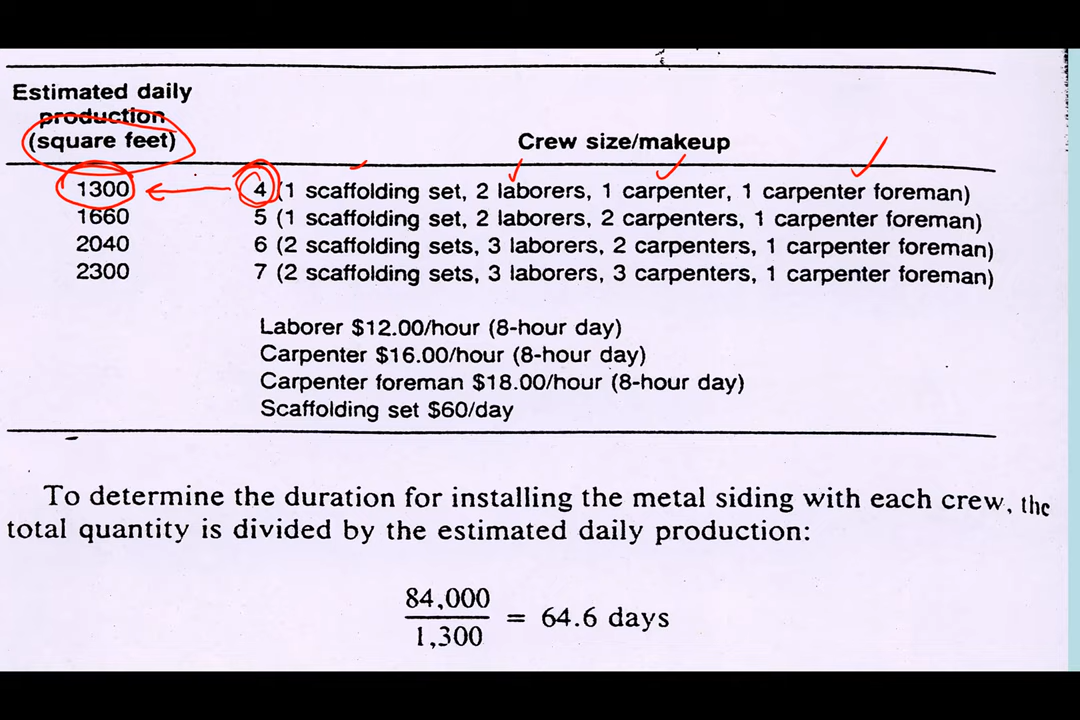 Estimated daily
production
(square feet)
Crew size/makeup
1300 4 (1 scaffolding set, 2 laborers, 1 carpenter, 1 carpenter foreman)
1660 5 (1 scaffolding set, 2 laborers, 2 carpenters, 1 carpenter foreman)
2040 6 (2 scaffolding sets, 3 laborers, 2 carpenters, 1 carpenter foreman)
2300 7 (2 scaffolding sets, 3 laborers, 3 carpenters, 1 carpenter foreman)
Laborer $12.00/hour (8-hour day)
Carpenter $16.00/hour (8-hour day)
Carpenter foreman $18.00/hour (8-hour day)
Scaffolding set $60/day
To determine the duration for installing the metal siding with each crew, the
total quantity is divided by the estimated daily production:
84,000
1,300
= 64.6 days